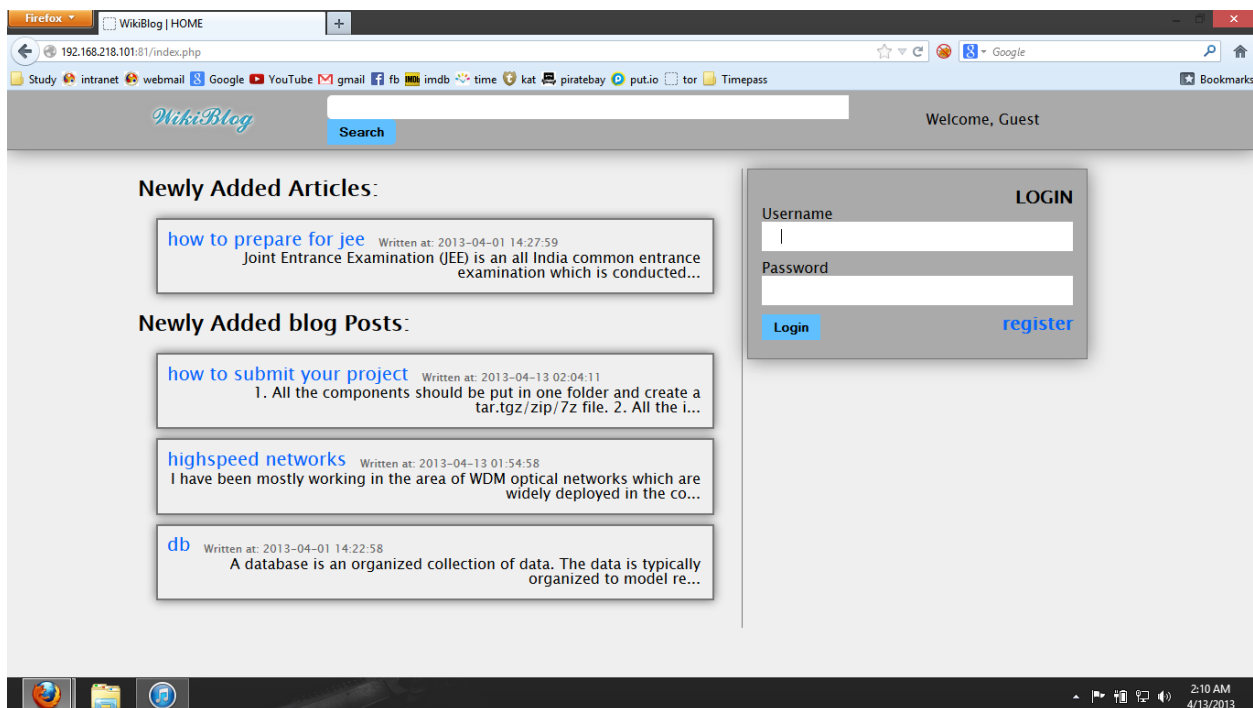 Firefox
WikiBlog | HOME
192.168.218.101:81/index.php
Google
Study intranet webmail Google YouTube gmail fb imdb time kat piratebay put.io tor Timepass
Bookmarks
WikiBlog
Search
Welcome, Guest
Newly Added Articles:
how to prepare for jee Written at: 2013-04-01 14:27:59
Joint Entrance Examination (JEE) is an all India common entrance
examination which is conducted...
Newly Added blog Posts:
how to submit your project Written at: 2013-04-13 02:04:11
1. All the components should be put in one folder and create a
tar.tgz/zip/7z file. 2. All the i...
highspeed networks Written at: 2013-04-13 01:54:58
I have been mostly working in the area of WDM optical networks which are
widely deployed in the co...
db Written at: 2013-04-01 14:22:58
A database is an organized collection of data. The data is typically
organized to model re...
LOGIN
Username
Password
Login
register
2:10 AM
4/13/2013